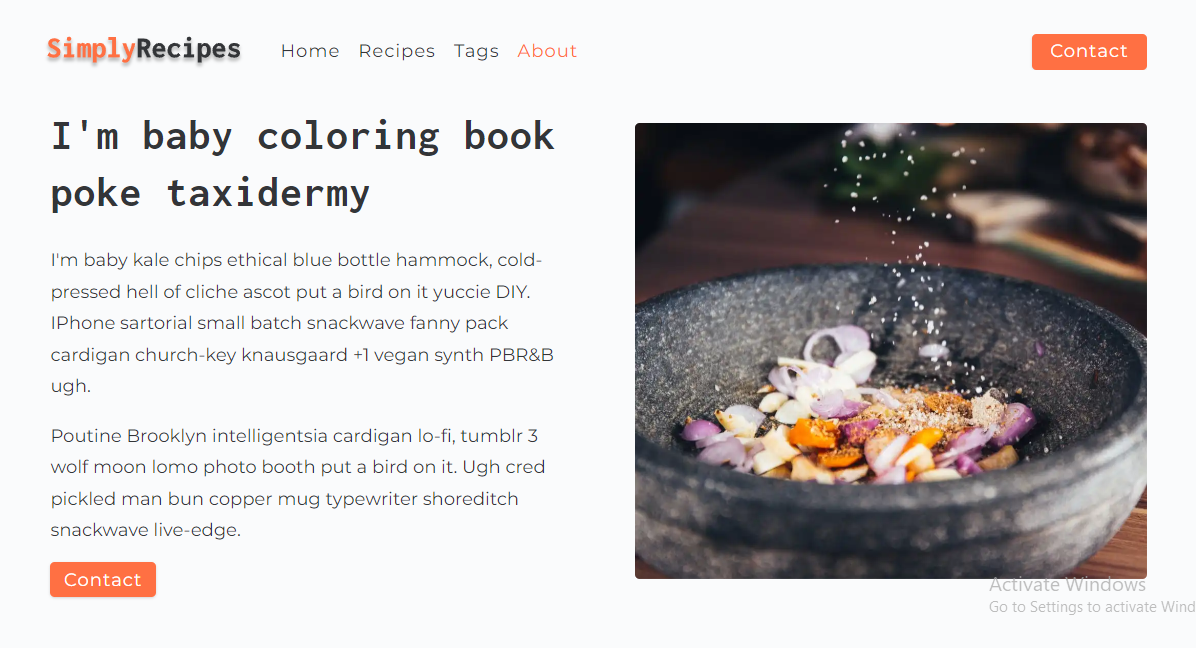 SimplyRecipes Home Recipes Tags About Contact
I'm baby coloring book
poke taxidermy
I'm baby kale chips ethical blue bottle hammock, cold-
pressed hell of cliche ascot put a bird on it yuccie DIY.
IPhone sartorial small batch snackwave fanny pack
cardigan church-key knausgaard +1 vegan synth PBR&B
ugh.
Poutine Brooklyn intelligentsia cardigan lo-fi, tumblr 3
wolf moon lomo photo booth put a bird on it. Ugh cred
pickled man bun copper mug typewriter shoreditch
snackwave live-edge.
Contact
Activate Windows
Go to Settings to activate Wind